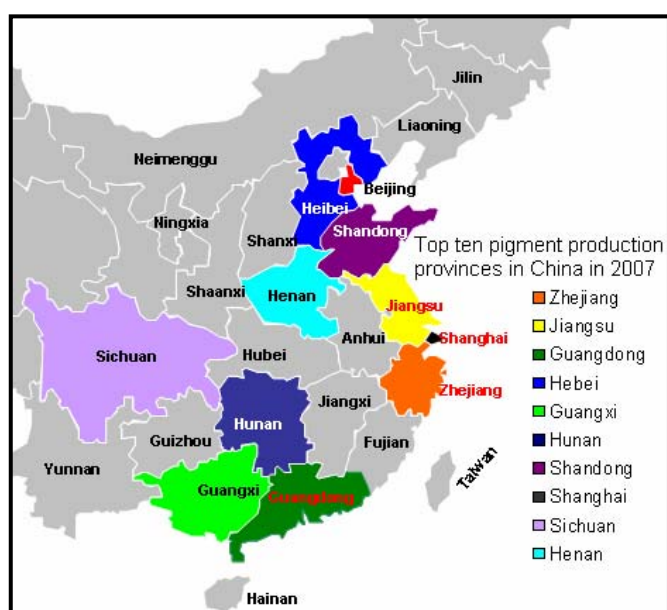 Jilin
Liaoning
Neimenggu
Beijing
Ningxia
Heibei
Shanxi
Shandong
Shaanxi
Henan
Jiangsu
Anhui
Shanghai
Sichuan
Hubei
Zhejiang
Jiangxi
Hunan
Guizhou
Fujian
Yunnan
Guangxi
Guangdong
Taiwan
Hainan
Top ten pigment production
provinces in China in 2007
Zhejiang
Jiangsu
Guangdong
Hebei
Guangxi
Hunan
Shandong
Shanghai
Sichuan
Henan